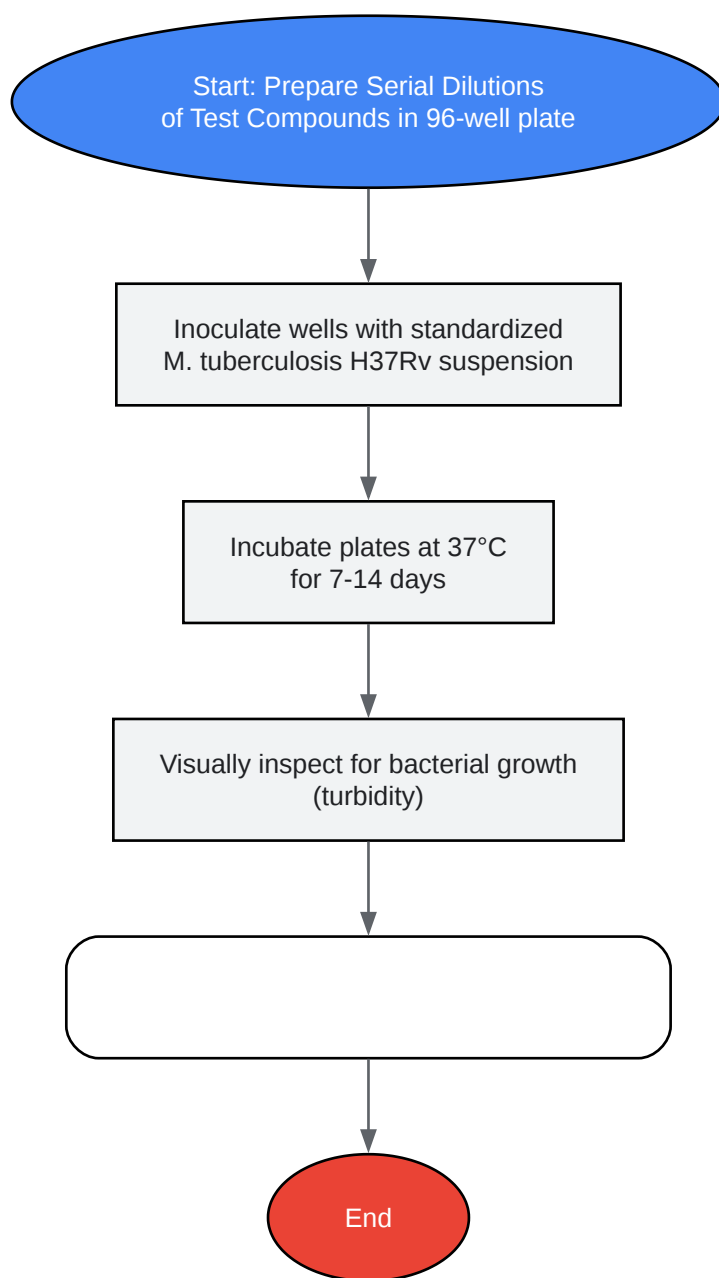 Start: Prepare Serial Dilutions
of Test Compounds in 96-well plate
Inoculate wells with standardized
M. tuberculosis H37Rv suspension
Incubate plates at 37°C
for 7-14 days
Visually inspect for bacterial growth
(turbidity)
End